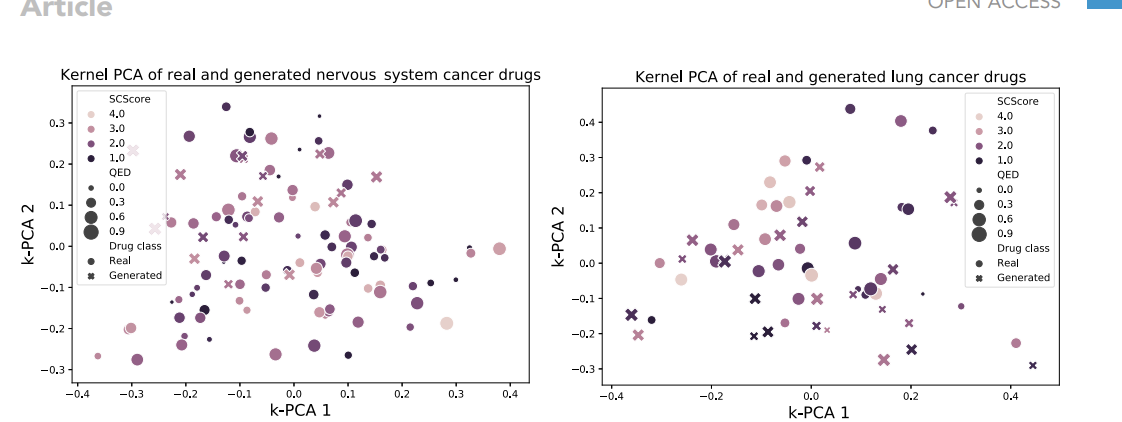 Article
OPEN ACCESS
Kernel PCA of real and generated nervous system cancer drugs
SCScore
4.0
3.0
2.0
1.0
QED
0.0
0.3
0.6
0.9
Drug class
Real
Generated
0.3
0.2
0.1
0.0
−0.1
−0.2
−0.3
k-PCA 2
−0.4
−0.3
−0.2
−0.1
0.0
0.1
0.2
0.3
0.4
k-PCA 1
Kernel PCA of real and generated lung cancer drugs
SCScore
4.0
3.0
2.0
1.0
QED
0.0
0.3
0.6
0.9
Drug class
Real
Generated
0.4
0.3
0.2
0.1
0.0
−0.1
−0.2
−0.3
k-PCA 2
−0.4
−0.2
0.0
0.2
0.4
k-PCA 1